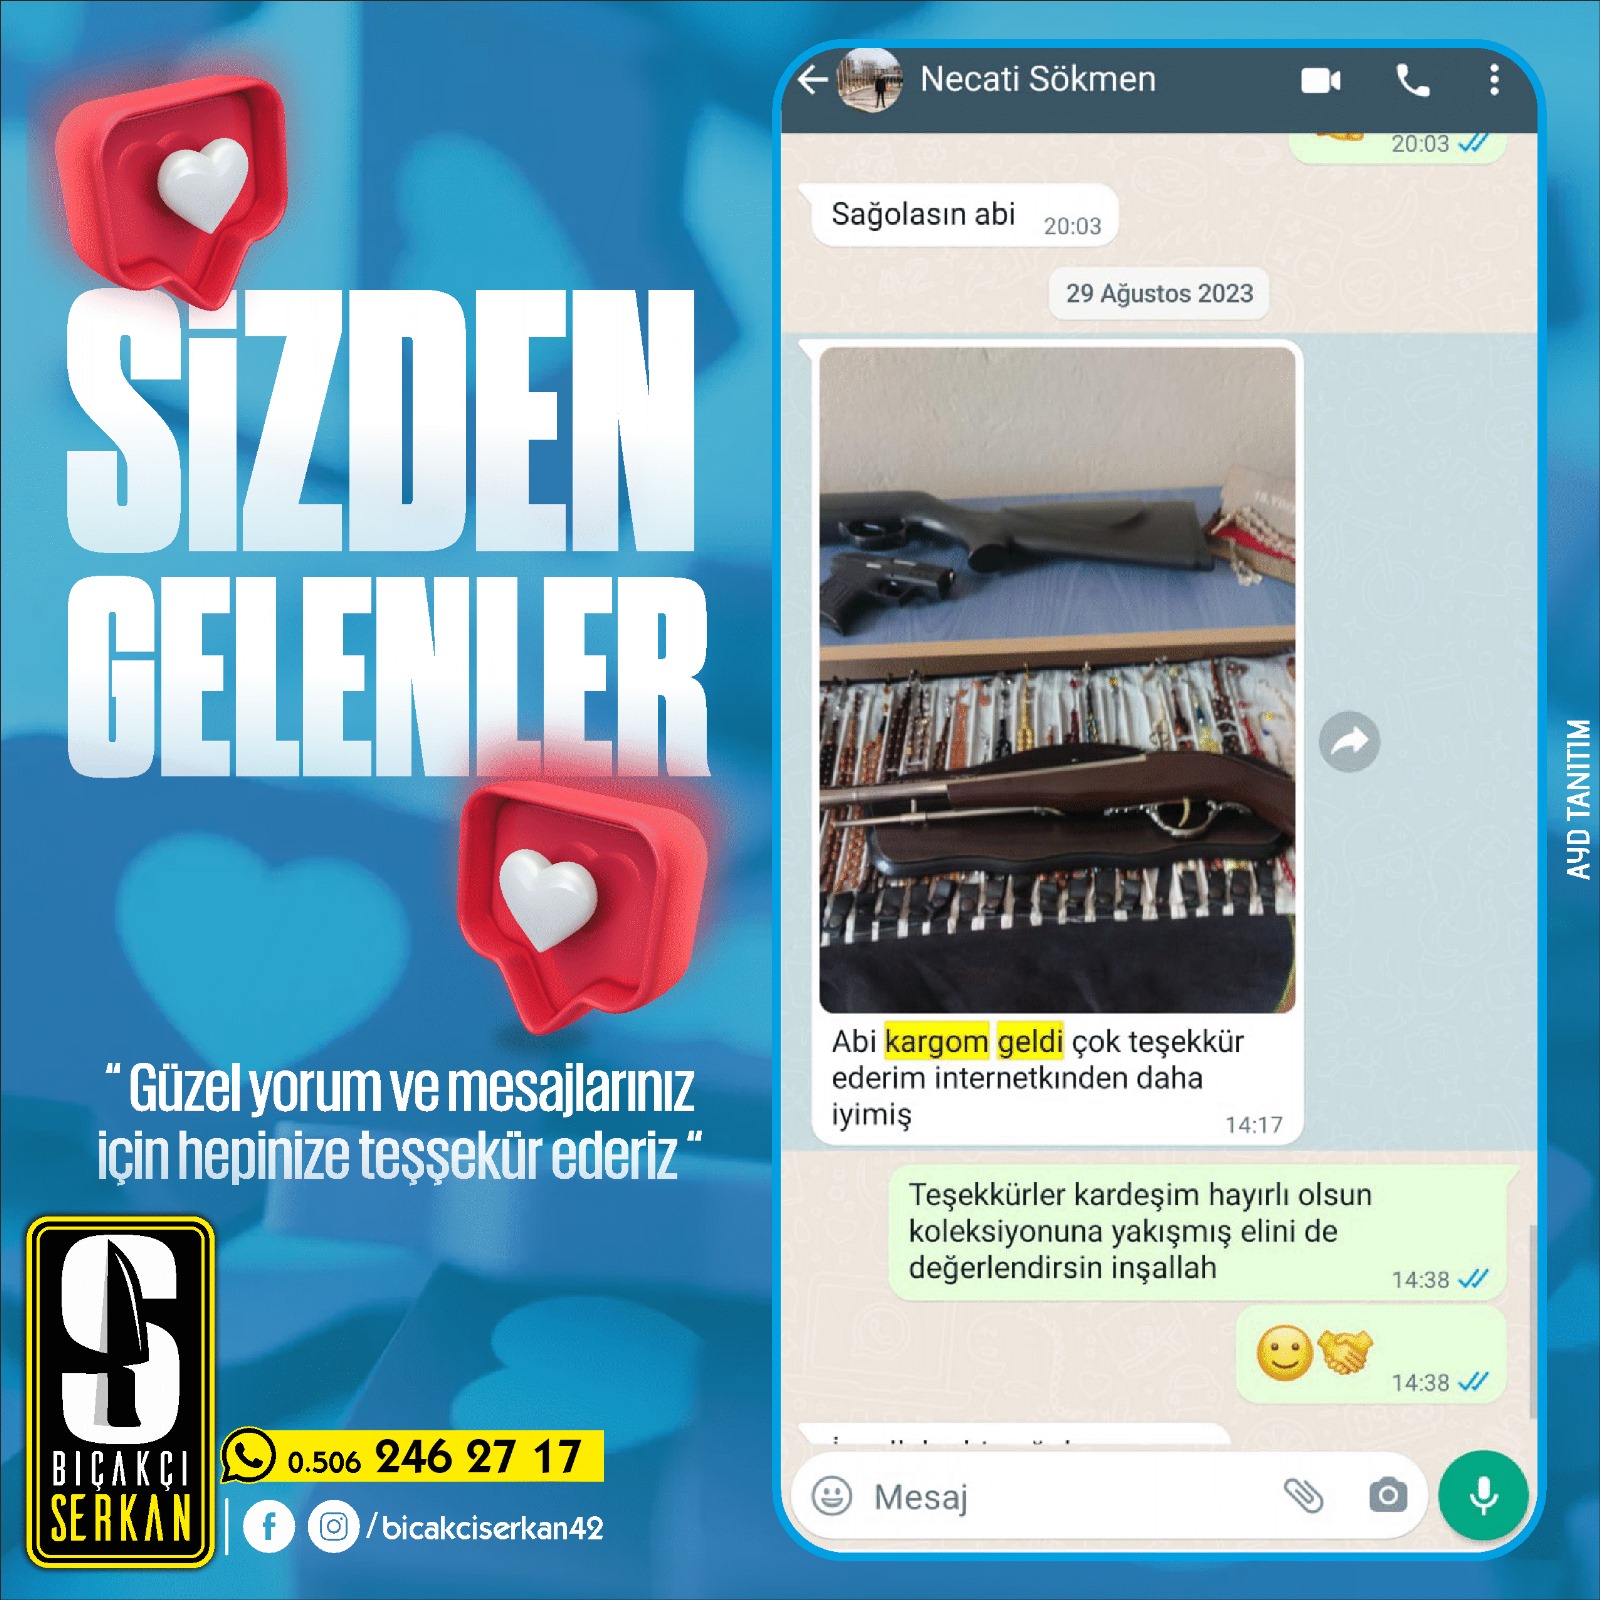 SİZDEN
GELENLER
“ Güzel yorum ve mesajlarınız
için hepinize teşşekür ederiz “
S
BIÇAKÇI
SERKAN
0.506 246 27 17
/bicakciserkan42
Necati Sökmen
20:03
Sağolasın abi 20:03
29 Ağustos 2023
Abi kargom geldi çok teşekkür
ederim internetkınden daha
iyimiş 14:17
Teşekkürler kardeşim hayırlı olsun
koleksiyonuna yakışmış elini de
değerlendirsin inşallah 14:38
14:38
Mesaj
AYD TANITIM